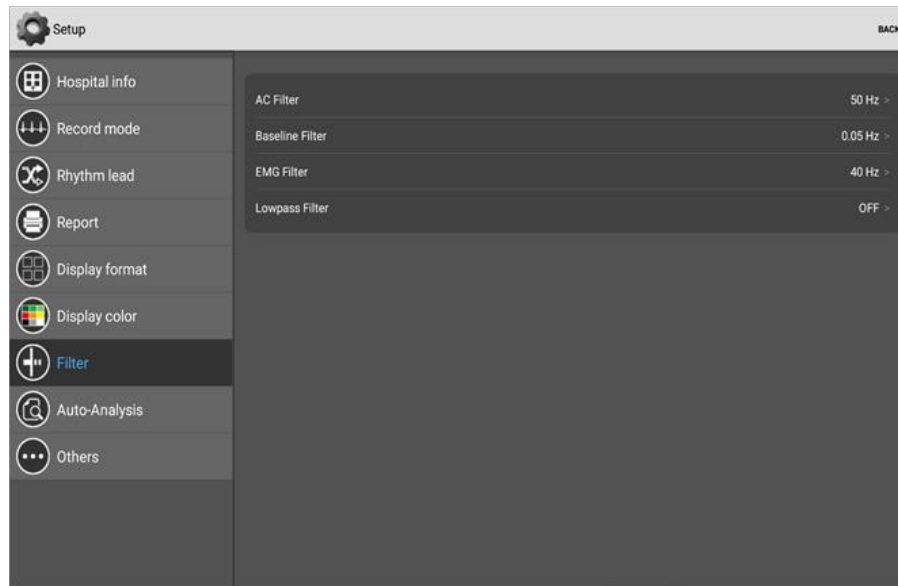 Setup
BACK
Hospital info
Record mode
Rhythm lead
Report
Display format
Display color
Filter
Auto-Analysis
Others
AC Filter 50 Hz >
Baseline Filter 0.05 Hz >
EMG Filter 40 Hz >
Lowpass Filter OFF >